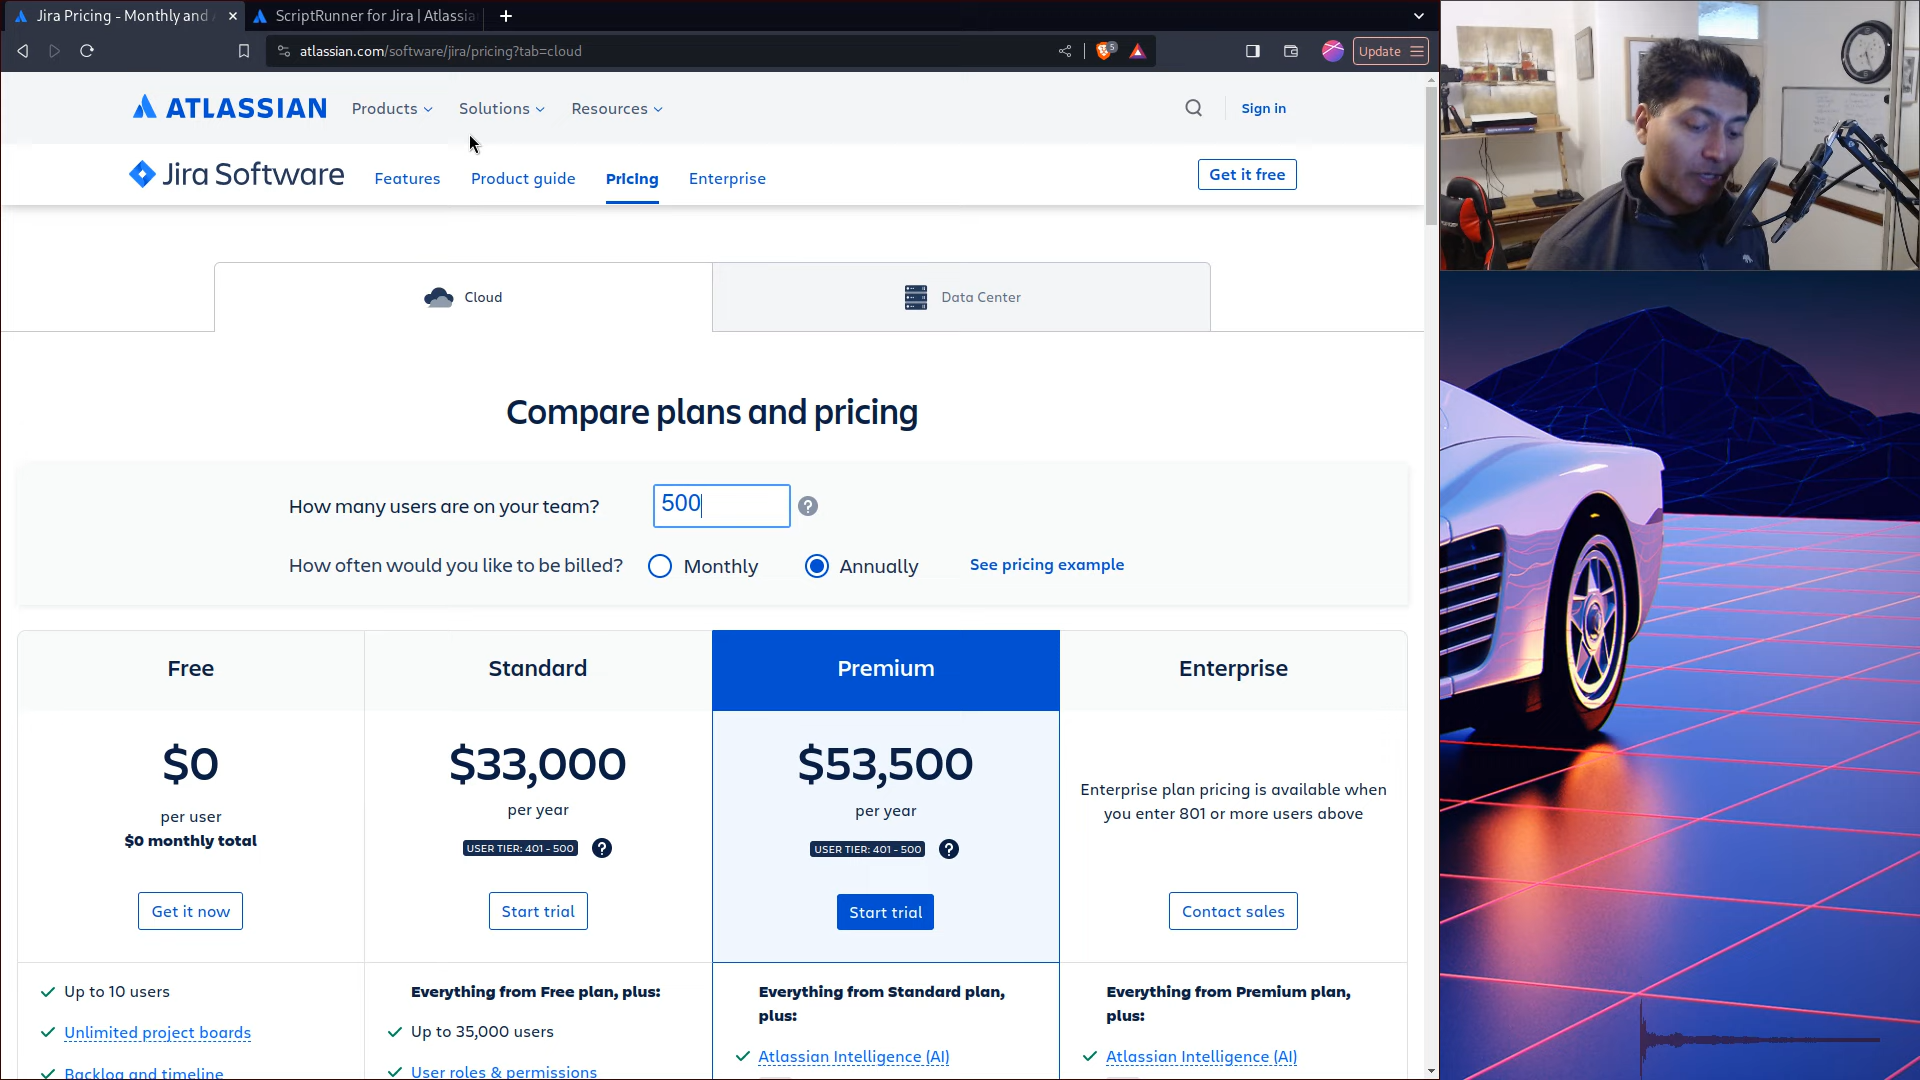 Jira Pricing - Monthly and
ScriptRunner for Jira | Atlassia
atlassian.com/software/jira/pricing?tab=cloud
5
Update
ATLASSIAN
Products
Solutions
Resources
Sign in
Jira Software
Features
Product guide
Pricing
Enterprise
Get it free
Cloud
Data Center
Compare plans and pricing
How many users are on your team?
500
?
How often would you like to be billed?
Monthly
Annually
See pricing example
Free
Standard
Premium
Enterprise
$0
per user
$0 monthly total
Get it now
$33,000
per year
USER TIER: 401 - 500 ?
Start trial
$53,500
per year
USER TIER: 401 - 500 ?
Start trial
Enterprise plan pricing is available when
you enter 801 or more users above
Contact sales
Up to 10 users
Unlimited project boards
Backlog and timeline
Everything from Free plan, plus:
Up to 35,000 users
User roles & permissions
Everything from Standard plan,
plus:
Atlassian Intelligence (AI)
Everything from Premium plan,
plus:
Atlassian Intelligence (AI)